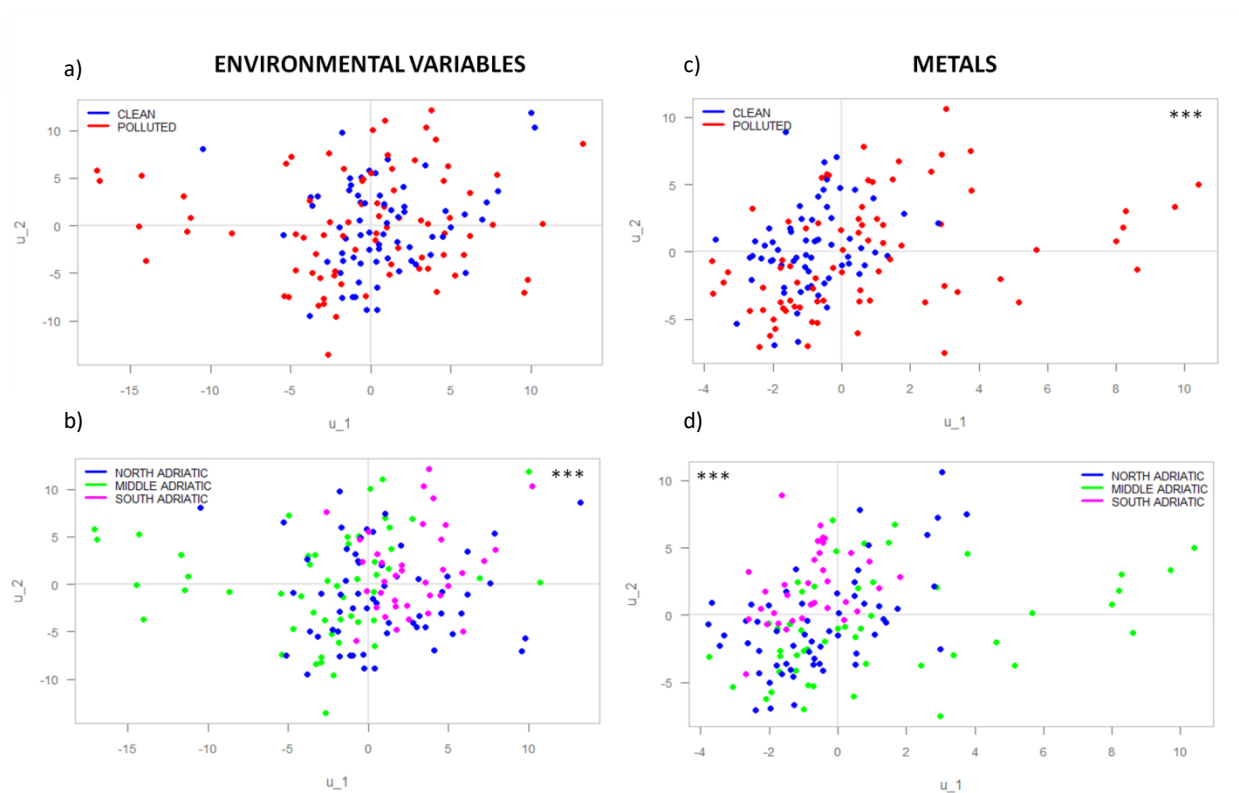 a)
ENVIRONMENTAL VARIABLES
CLEAN
POLLUTED
10
5
0
-5
-10
u_2
-15
-10
-5
0
5
10
u_1
c)
METALS
CLEAN
POLLUTED
***
10
5
0
-5
u_2
-4
-2
0
2
4
6
8
10
u_1
b)
NORTH ADRIATIC
MIDDLE ADRIATIC
SOUTH ADRIATIC
***
10
5
0
-5
-10
u_2
-15
-10
-5
0
5
10
u_1
d)
***
NORTH ADRIATIC
MIDDLE ADRIATIC
SOUTH ADRIATIC
10
5
0
-5
u_2
-4
-2
0
2
4
6
8
10
u_1